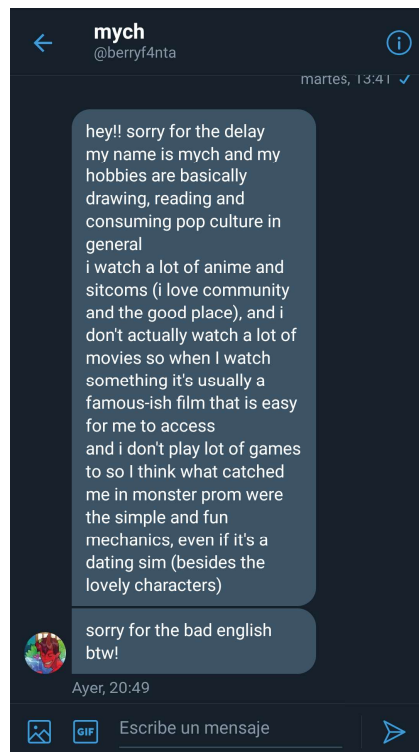 mych
@berryf4nta
martes, 13:41
hey!! sorry for the delay
my name is mych and my
hobbies are basically
drawing, reading and
consuming pop culture in
general
i watch a lot of anime and
sitcoms (i love community
and the good place), and i
don't actually watch a lot of
movies so when I watch
something it's usually a
famous-ish film that is easy
for me to access
and i don't play lot of games
to so I think what catched
me in monster prom were
the simple and fun
mechanics, even if it's a
dating sim (besides the
lovely characters)
sorry for the bad english
btw!
Ayer, 20:49
GIF Escribe un mensaje